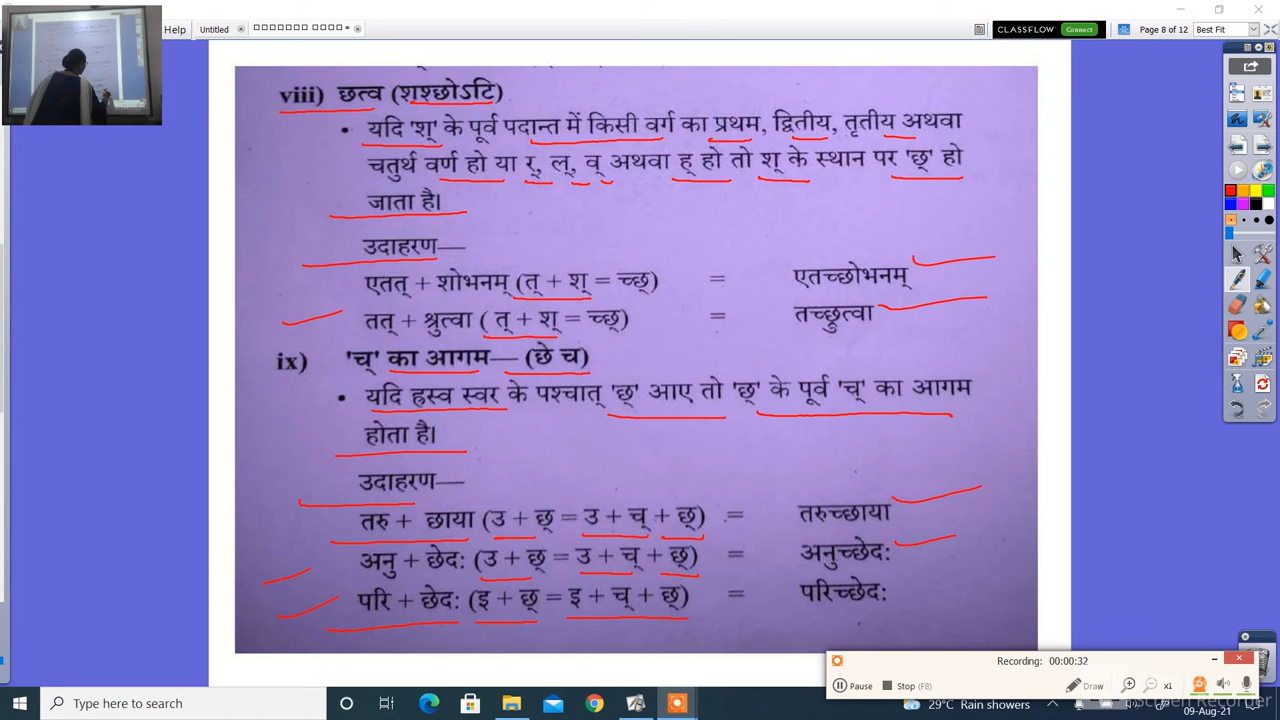 Help
Untitled
CLASSFLOW Connect
Page 8 of 12
Best Fit
viii) छत्व (शश्छोऽटि)
• यदि 'श्' के पूर्व पदान्त में किसी वर्ग का प्रथम, द्वितीय, तृतीय अथवा
चतुर्थ वर्ण हो या र्, ल्, व् अथवा ह् हो तो श् के स्थान पर 'छ्' हो
जाता है।
उदाहरण—
एतत् + शोभनम् (त् + श् = च्छ्) = एतच्छोभनम्
तत् + श्रुत्वा ( त् + श् = च्छ्) = तच्छ्रुत्वा
ix) 'च्' का आगम— (छे च)
• यदि ह्रस्व स्वर के पश्चात् 'छ्' आए तो 'छ्' के पूर्व 'च्' का आगम
होता है।
उदाहरण—
तरु + छाया (उ + छ् = उ + च् + छ्) = तरुच्छाया
अनु + छेद: (उ + छ् = उ + च् + छ्) = अनुच्छेद:
परि + छेद: (इ + छ् = इ + च् + छ्) = परिच्छेद:
Recording: 00:00:32
Pause
Stop (F8)
Draw
x1
Type here to search
29°C Rain showers
09-Aug-21
Screen Recorder